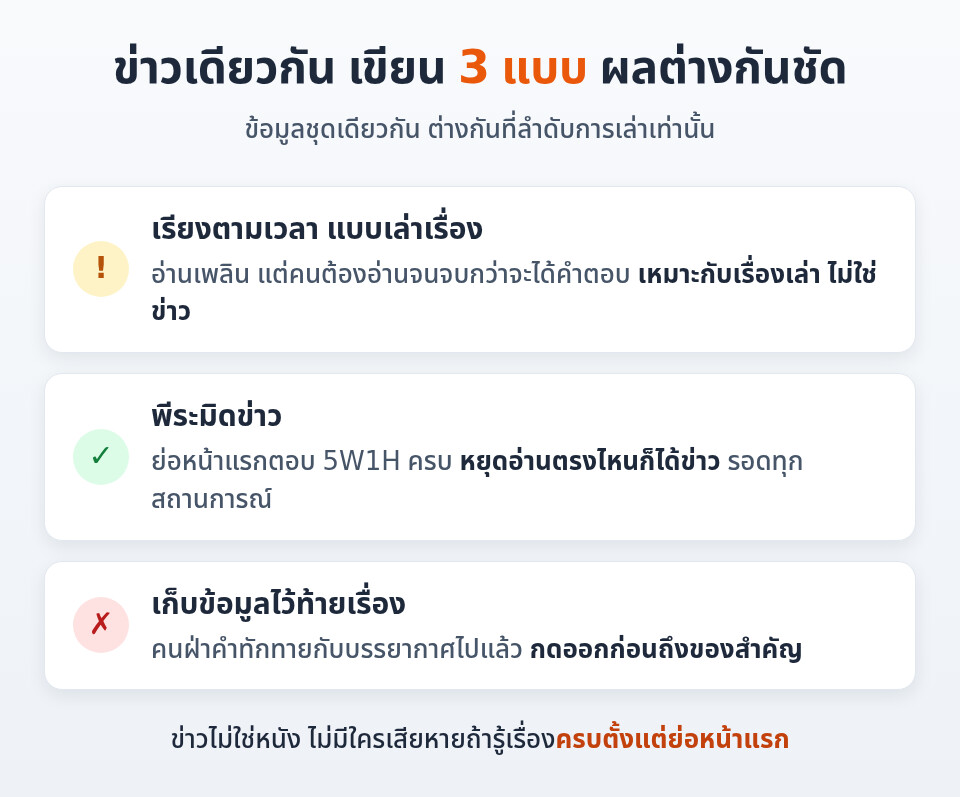 ข่าวเดียวกัน เขียน 3 แบบ ผลต่างกันชัด
ข้อมูลชุดเดียวกัน ต่างกันที่ลำดับการเล่าเท่านั้น
!
เรียงตามเวลา แบบเล่าเรื่อง
อ่านเพลิน แต่คนต้องอ่านจนจบกว่าจะได้คำตอบ เหมาะกับเรื่องเล่า ไม่ใช่
ข่าว
✓
พีระมิดข่าว
ย่อหน้าแรกตอบ 5W1H ครบ หยุดอ่านตรงไหนก็ได้ข่าว รอดทุก
สถานการณ์
✗
เก็บข้อมูลไว้ท้ายเรื่อง
คนฝ่าคำทักทายกับบรรยากาศไปแล้ว กดออกก่อนถึงของสำคัญ
ข่าวไม่ใช่หนัง ไม่มีใครเสียหายถ้ารู้เรื่องครบตั้งแต่ย่อหน้าแรก